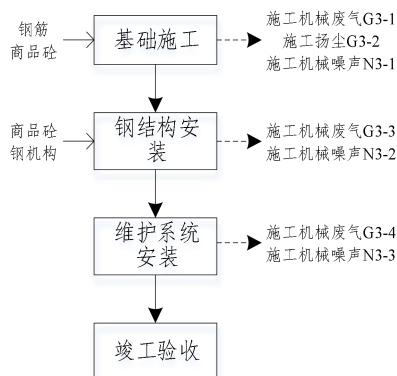 钢筋
商品砼
基础施工
施工机械废气G3-1
施工扬尘G3-2
施工机械噪声N3-1
商品砼
钢机构
钢结构安
装
施工机械废气G3-3
施工机械噪声N3-2
维护系统
安装
施工机械废气G3-4
施工机械噪声N3-3
竣工验收